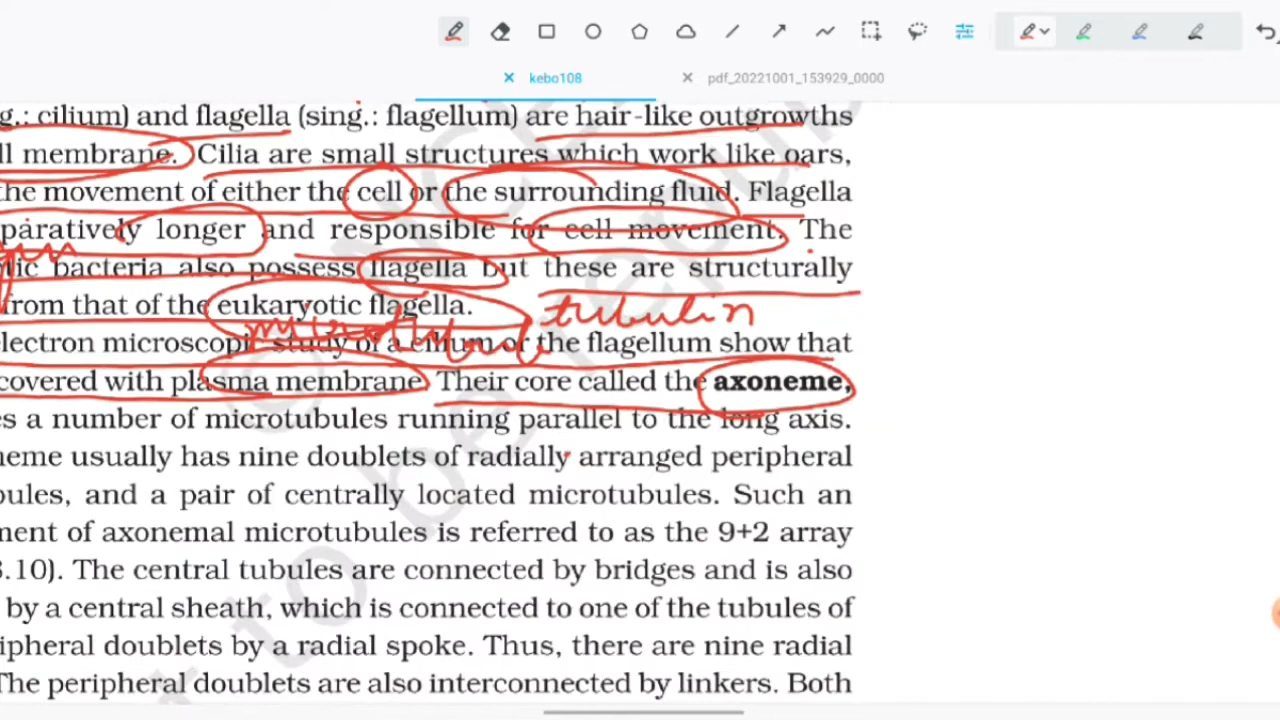 kebo108
pdf_20221001_153929_0000
g.: cilium) and flagella (sing.: flagellum) are hair-like outgrowths
ll membrane. Cilia are small structures which work like oars,
the movement of either the cell or the surrounding fluid. Flagella
paratively longer and responsible for cell movement. The
tic bacteria also possess flagella but these are structurally
from that of the eukaryotic flagella.
tubulin
electron microscopic study of a cilium or the flagellum show that
covered with plasma membrane. Their core called the axoneme,
es a number of microtubules running parallel to the long axis.
neme usually has nine doublets of radially arranged peripheral
bules, and a pair of centrally located microtubules. Such an
ment of axonemal microtubules is referred to as the 9+2 array
8.10). The central tubules are connected by bridges and is also
by a central sheath, which is connected to one of the tubules of
ipheral doublets by a radial spoke. Thus, there are nine radial
The peripheral doublets are also interconnected by linkers. Both